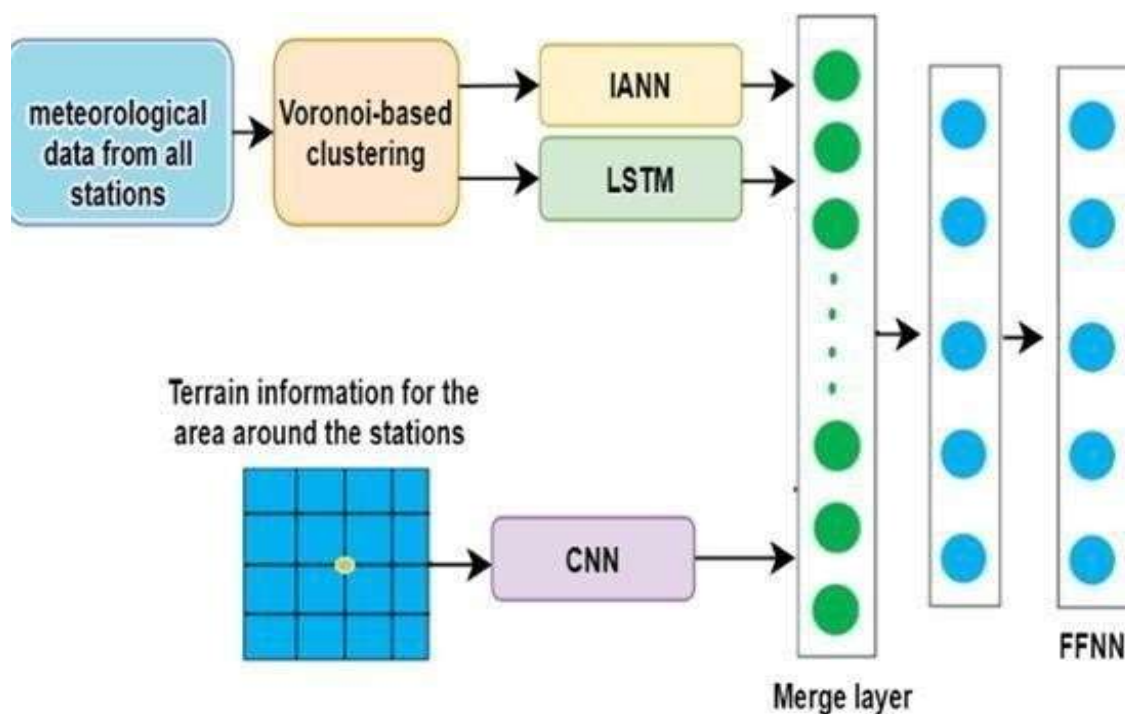 meteorological
data from all
stations
Voronoi-based
clustering
IANN
LSTM
Terrain information for the
area around the stations
CNN
FFNN
Merge layer